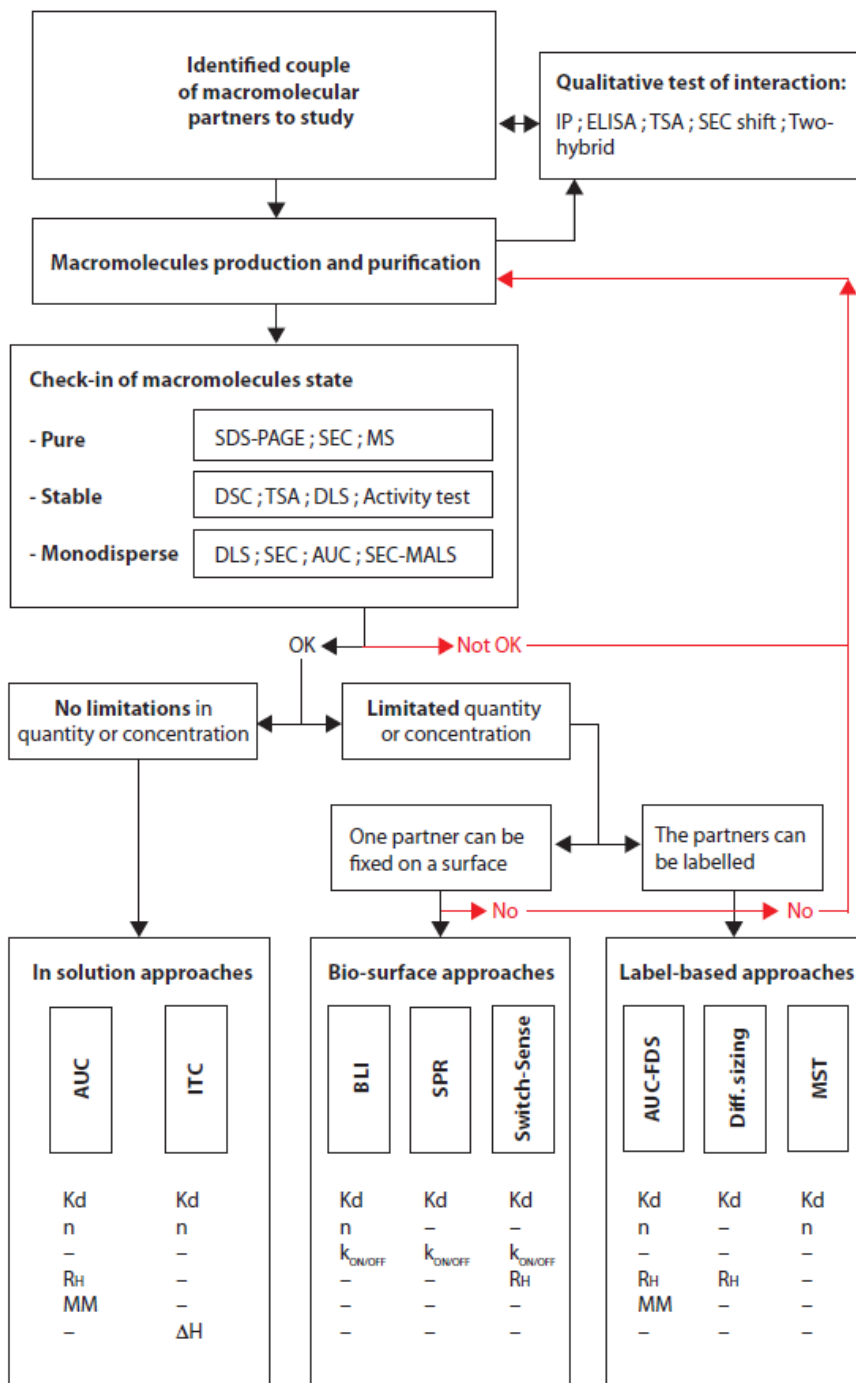 Identified couple
of macromolecular
partners to study
Qualitative test of interaction:
IP ; ELISA ; TSA ; SEC shift ; Two-
hybrid
Macromolecules production and purification
Check-in of macromolecules state
- Pure
SDS-PAGE ; SEC ; MS
- Stable
DSC ; TSA ; DLS ; Activity test
- Monodisperse
DLS ; SEC ; AUC ; SEC-MALS
OK
Not OK
No limitations in
quantity or concentration
Limitated quantity
or concentration
One partner can be
fixed on a surface
The partners can
be labelled
No
No
In solution approaches
AUC
ITC
Kd Kd
n n
– –
RH –
MM –
– ΔH
Bio-surface approaches
BLI
SPR
Switch-Sense
Kd Kd Kd
n – –
kON/OFF kON/OFF kON/OFF
– – RH
– – –
– – –
Label-based approaches
AUC-FDS
Diff. sizing
MST
Kd Kd Kd
n – n
– – –
RH RH –
MM – –
– – –